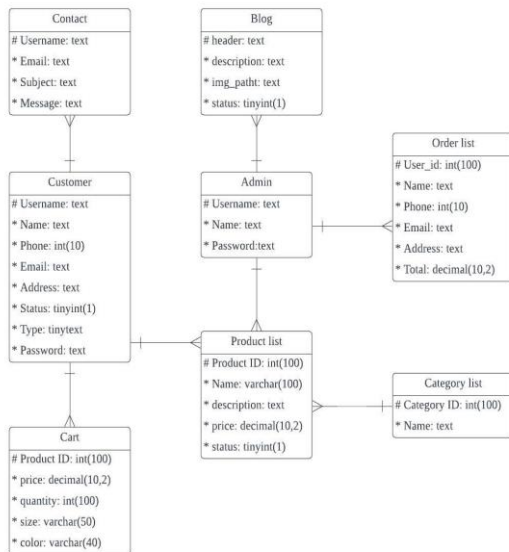 Contact
# Username: text
* Email: text
* Subject: text
* Message: text
Blog
# header: text
* description: text
* img_patht: text
* status: tinyint(1)
Order list
# User_id: int(100)
* Name: text
* Phone: int(10)
* Email: text
* Address: text
* Total: decimal(10,2)
Customer
# Username: text
* Name: text
* Phone: int(10)
* Email: text
* Address: text
* Status: tinyint(1)
* Type: tinytext
* Password: text
Admin
# Username: text
* Name: text
* Password:text
Product list
# Product ID: int(100)
* Name: varchar(100)
* description: text
* price: decimal(10,2)
* status: tinyint(1)
Category list
# Category ID: int(100)
* Name: text
Cart
# Product ID: int(100)
* price: decimal(10,2)
* quantity: int(100)
* size: varchar(50)
* color: varchar(40)